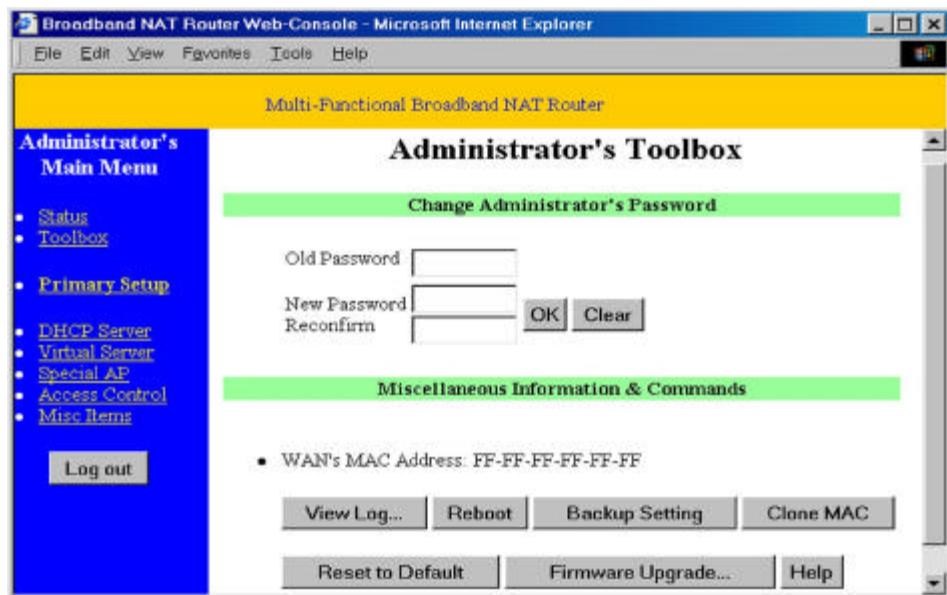 Broadband NAT Router Web-Console - Microsoft Internet Explorer
File Edit View Favorites Tools Help
Multi-Functional Broadband NAT Router
Administrator's
Main Menu
Status
Toolbox
Primary Setup
DHCP Server
Virtual Server
Special AP
Access Control
Misc Items
Log out
Administrator's Toolbox
Change Administrator's Password
Old Password
New Password
Reconfirm
OK Clear
Miscellaneous Information & Commands
WAN's MAC Address: FF-FF-FF-FF-FF-FF
View Log... Reboot Backup Setting Clone MAC
Reset to Default Firmware Upgrade... Help